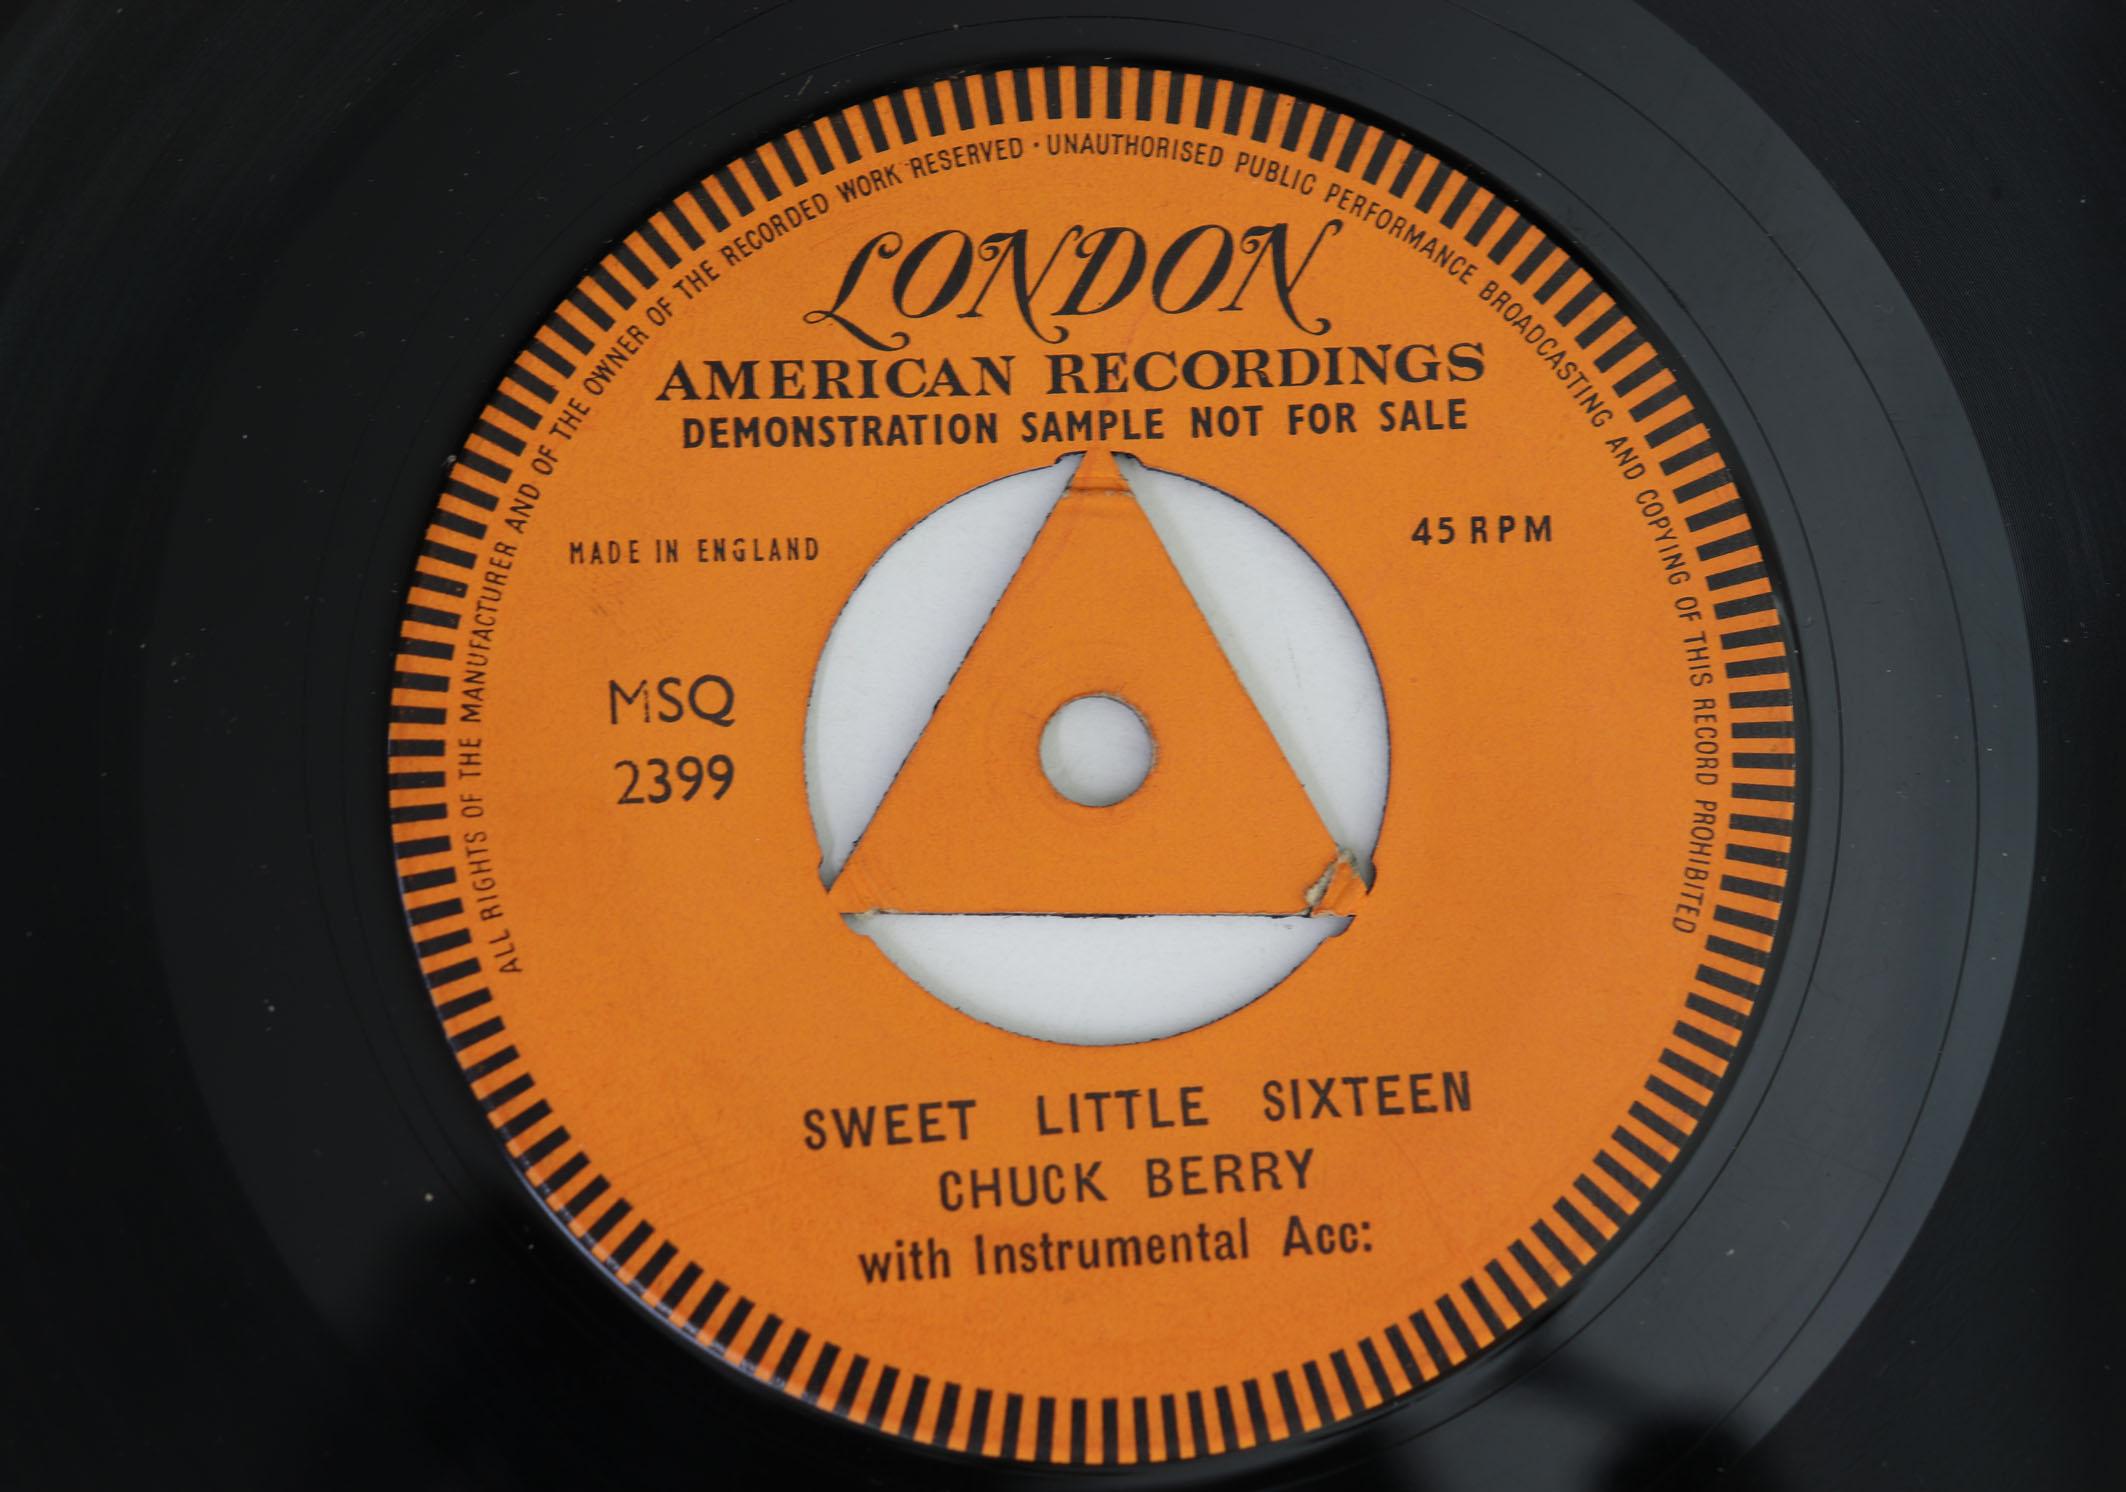 ALL RIGHTS OF THE MANUFACTURER AND OF THE OWNER OF THE RECORDED WORK RESERVED · UNAUTHORISED PUBLIC PERFORMANCE BROADCASTING AND COPYING OF THIS RECORD PROHIBITED
LONDON
AMERICAN RECORDINGS
DEMONSTRATION SAMPLE NOT FOR SALE
MADE IN ENGLAND
45 RPM
MSQ
2399
SWEET LITTLE SIXTEEN
CHUCK BERRY
with Instrumental Acc: